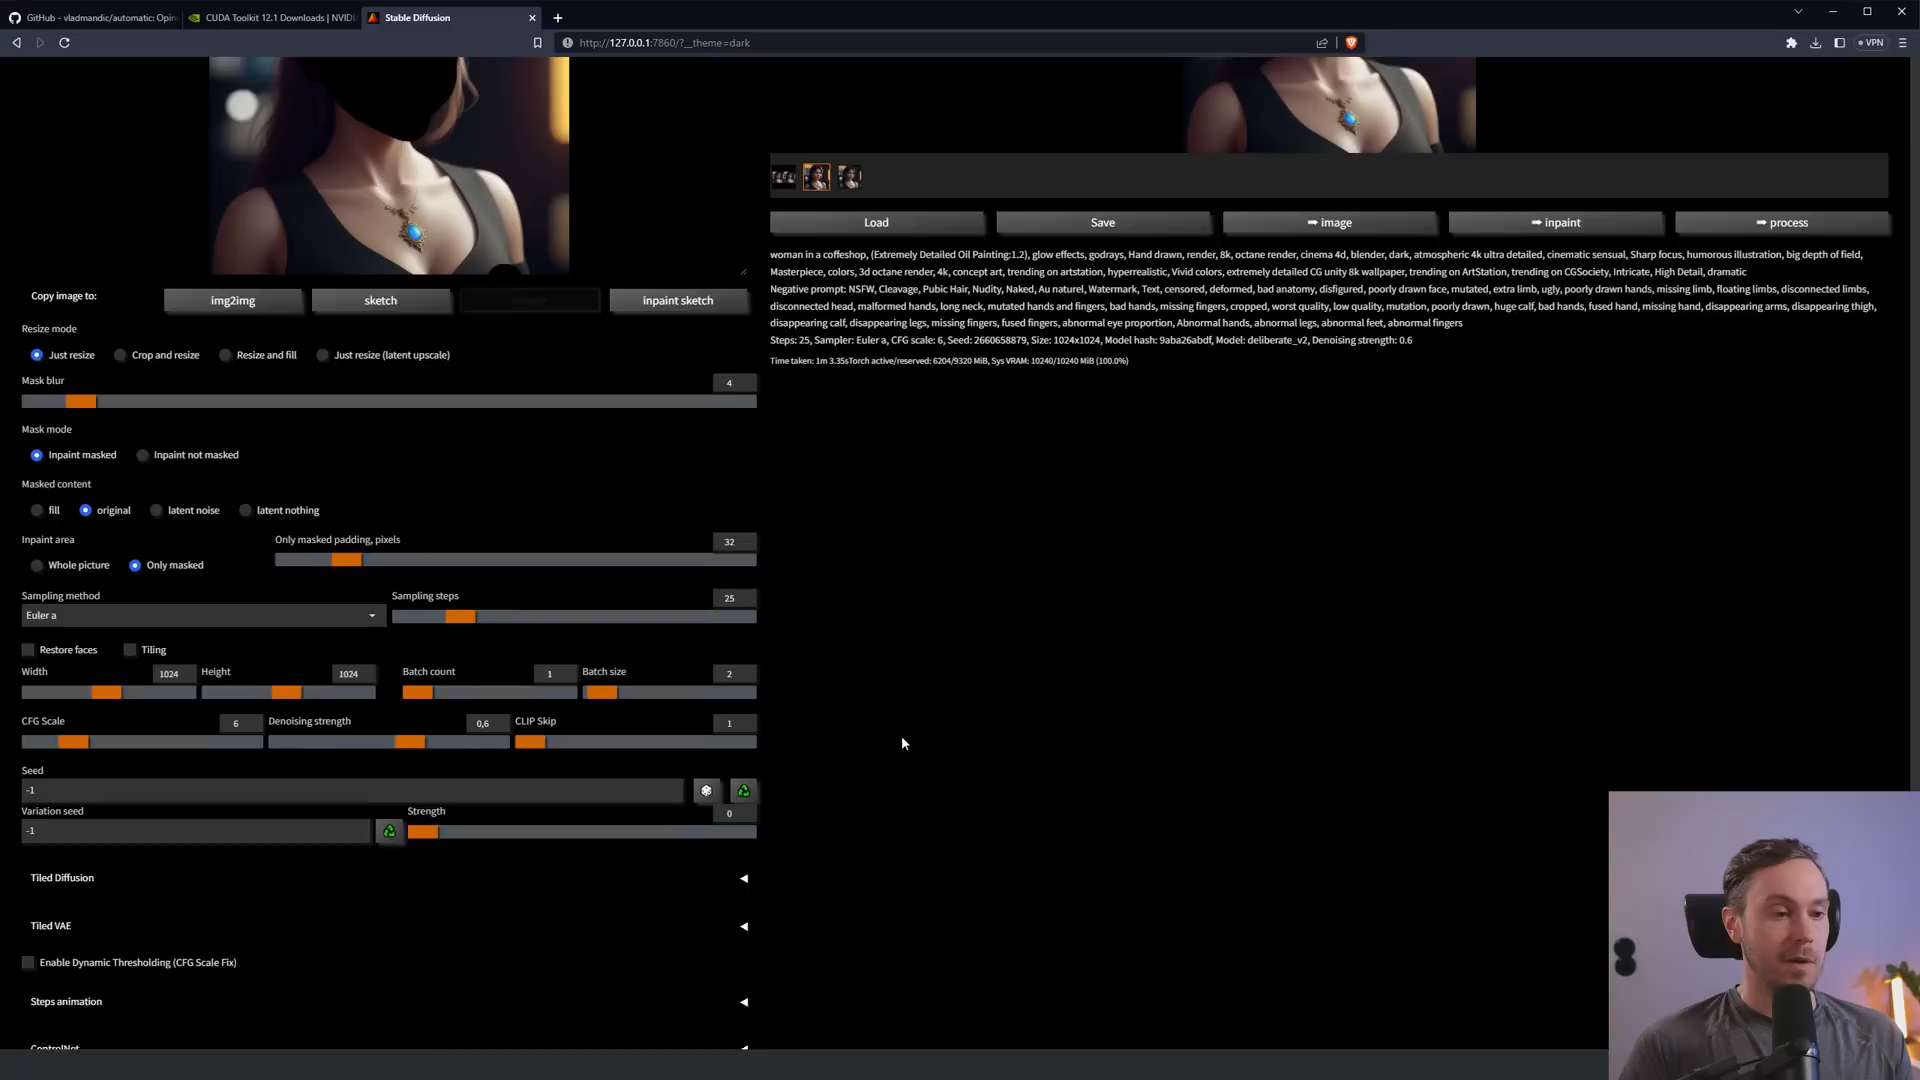 GitHub - vladmandic/automatic: Opin
CUDA Toolkit 12.1 Downloads | NVIDI
Stable Diffusion
http://127.0.0.1:7860/?__theme=dark
VPN
Copy image to:
img2img
sketch
inpaint sketch
Resize mode
Just resize
Crop and resize
Resize and fill
Just resize (latent upscale)
Mask blur
4
Mask mode
Inpaint masked
Inpaint not masked
Masked content
fill
original
latent noise
latent nothing
Inpaint area
Only masked padding, pixels
32
Whole picture
Only masked
Sampling method
Sampling steps
25
Euler a
Restore faces
Tiling
Width
1024
Height
1024
Batch count
1
Batch size
2
CFG Scale
6
Denoising strength
0,6
CLIP Skip
1
Seed
-1
Variation seed
Strength
0
-1
Tiled Diffusion
Tiled VAE
Enable Dynamic Thresholding (CFG Scale Fix)
Steps animation
ControlNet
Load
Save
➡ image
➡ inpaint
➡ process
woman in a coffeshop, (Extremely Detailed Oil Painting:1.2), glow effects, godrays, Hand drawn, render, 8k, octane render, cinema 4d, blender, dark, atmospheric 4k ultra detailed, cinematic sensual, Sharp focus, humorous illustration, big depth of field,
Masterpiece, colors, 3d octane render, 4k, concept art, trending on artstation, hyperrealistic, Vivid colors, extremely detailed CG unity 8k wallpaper, trending on ArtStation, trending on CGSociety, Intricate, High Detail, dramatic
Negative prompt: NSFW, Cleavage, Pubic Hair, Nudity, Naked, Au naturel, Watermark, Text, censored, deformed, bad anatomy, disfigured, poorly drawn face, mutated, extra limb, ugly, poorly drawn hands, missing limb, floating limbs, disconnected limbs,
disconnected head, malformed hands, long neck, mutated hands and fingers, bad hands, missing fingers, cropped, worst quality, low quality, mutation, poorly drawn, huge calf, bad hands, fused hand, missing hand, disappearing arms, disappearing thigh,
disappearing calf, disappearing legs, missing fingers, fused fingers, abnormal eye proportion, Abnormal hands, abnormal legs, abnormal feet, abnormal fingers
Steps: 25, Sampler: Euler a, CFG scale: 6, Seed: 2660658879, Size: 1024x1024, Model hash: 9aba26abdf, Model: deliberate_v2, Denoising strength: 0.6
Time taken: 1m 3.35sTorch active/reserved: 6204/9320 MiB, Sys VRAM: 10240/10240 MiB (100.0%)